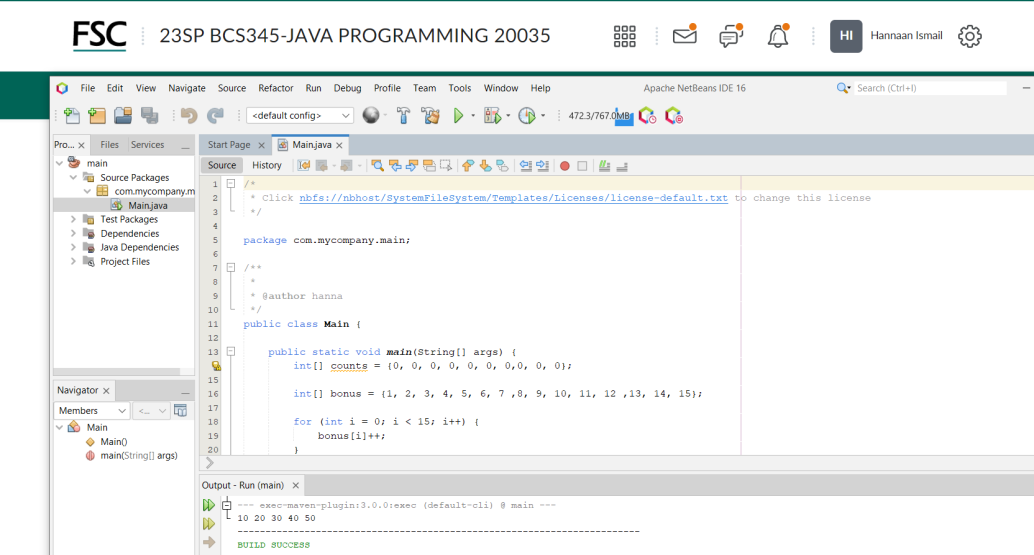 FSC 23SP BCS345-JAVA PROGRAMMING 20035 HI Hannaan Ismail
File Edit View Navigate Source Refactor Run Debug Profile Team Tools Window Help Apache NetBeans IDE 16 Search (Ctrl+I)
<default config> 472.3/767.0MB
Pro... Files Services
main
Source Packages
com.mycompany.m
Main.java
Test Packages
Dependencies
Java Dependencies
Project Files
Navigator
Members <...
Main
Main()
main(String[] args)
Start Page Main.java
Source History
1 /*
2 * Click nbfs://nbhost/SystemFileSystem/Templates/Licenses/license-default.txt to change this license
3 */
4
5 package com.mycompany.main;
6
7 /**
8 *
9 * @author hanna
10 */
11 public class Main {
12
13 public static void main(String[] args) {
int[] counts = {0, 0, 0, 0, 0, 0, 0,0, 0, 0};
15
16 int[] bonus = {1, 2, 3, 4, 5, 6, 7 ,8, 9, 10, 11, 12 ,13, 14, 15};
17
18 for (int i = 0; i < 15; i++) {
19 bonus[i]++;
20 }
Output - Run (main)
--- exec-maven-plugin:3.0.0:exec (default-cli) @ main ---
10 20 30 40 50
------------------------------------------------------------------------
BUILD SUCCESS